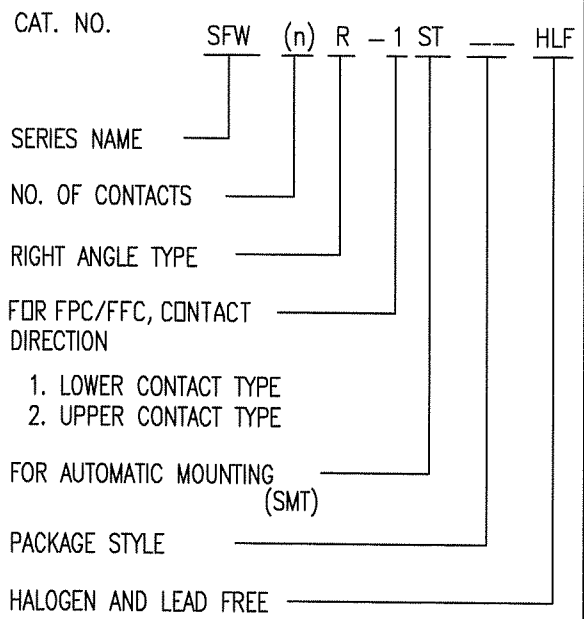 CAT. NO.
SFW (n) R - 1 ST __ HLF
SERIES NAME
NO. OF CONTACTS
RIGHT ANGLE TYPE
FOR FPC/FFC, CONTACT
DIRECTION
1. LOWER CONTACT TYPE
2. UPPER CONTACT TYPE
FOR AUTOMATIC MOUNTING
(SMT)
PACKAGE STYLE
HALOGEN AND LEAD FREE